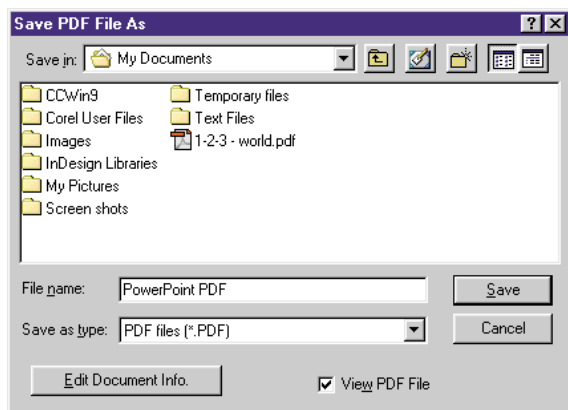 Save PDF File As
Save in: My Documents
CCWin9 Temporary files
Corel User Files Text Files
Images 1-2-3 - world.pdf
InDesign Libraries
My Pictures
Screen shots
File name: PowerPoint PDF Save
Save as type: PDF files (*.PDF) Cancel
Edit Document Info. View PDF File